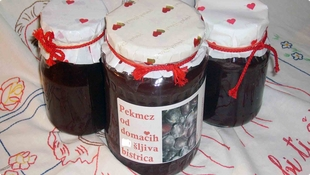 Pekmez
od
domaćih
šljiva
bistrica